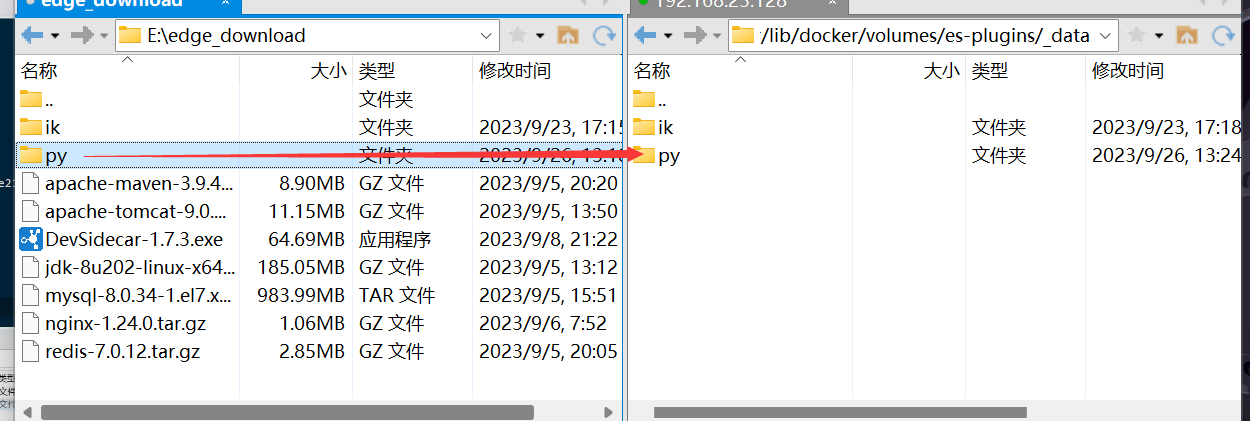 edge_download
192.168.23.128
E:\edge_download
:/lib/docker/volumes/es-plugins/_data
名称 大小 类型 修改时间
名称 大小 类型 修改时间
.. 文件夹
.. 
ik 文件夹 2023/9/23, 17:15
ik 文件夹 2023/9/23, 17:18
py 文件夹 2023/9/26, 13:18
py 文件夹 2023/9/26, 13:24
apache-maven-3.9.4... 8.90MB GZ 文件 2023/9/5, 20:20
apache-tomcat-9.0.... 11.15MB GZ 文件 2023/9/5, 13:50
DevSidecar-1.7.3.exe 64.69MB 应用程序 2023/9/8, 21:22
jdk-8u202-linux-x64... 185.05MB GZ 文件 2023/9/5, 13:12
mysql-8.0.34-1.el7.x... 983.99MB TAR 文件 2023/9/5, 15:51
nginx-1.24.0.tar.gz 1.06MB GZ 文件 2023/9/6, 7:52
redis-7.0.12.tar.gz 2.85MB GZ 文件 2023/9/5, 20:05